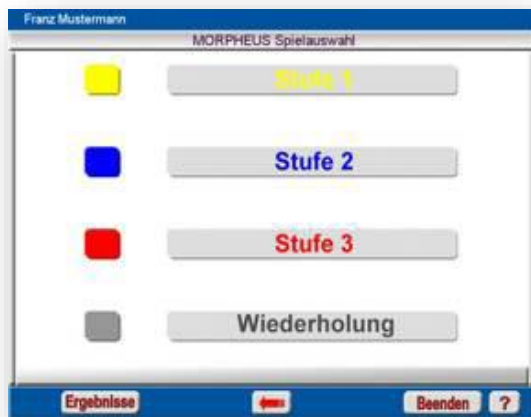 Franz Mustermann
MORPHEUS Spielauswahl
Stufe 1
Stufe 2
Stufe 3
Wiederholung
Ergebnisse Beenden ?